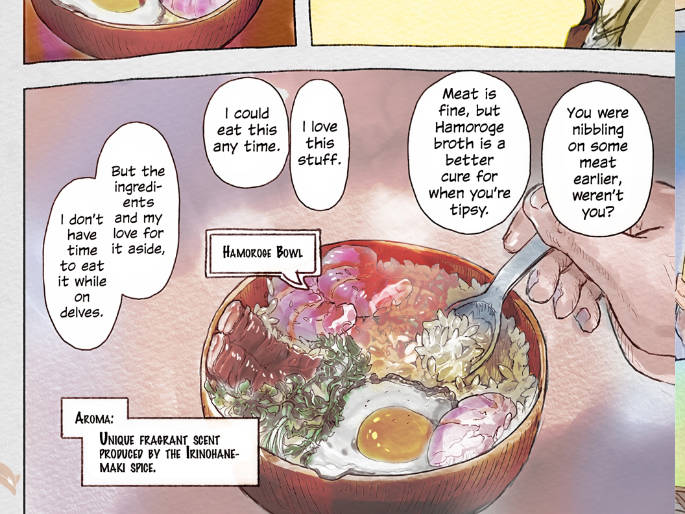 You were
nibbling
on some
meat
earlier,
weren't
you?
Meat is
fine, but
Hamoroge
broth is a
better
cure for
when you're
tipsy.
I love
this
stuff.
I could
eat this
any time.
But the
ingredi-
ents
and my
love for
it aside,
I don't
have
time
to eat
it while
on
delves.
Hamoroge Bowl
Aroma:
Unique fragrant scent
produced by the Irinohane-
maki spice.